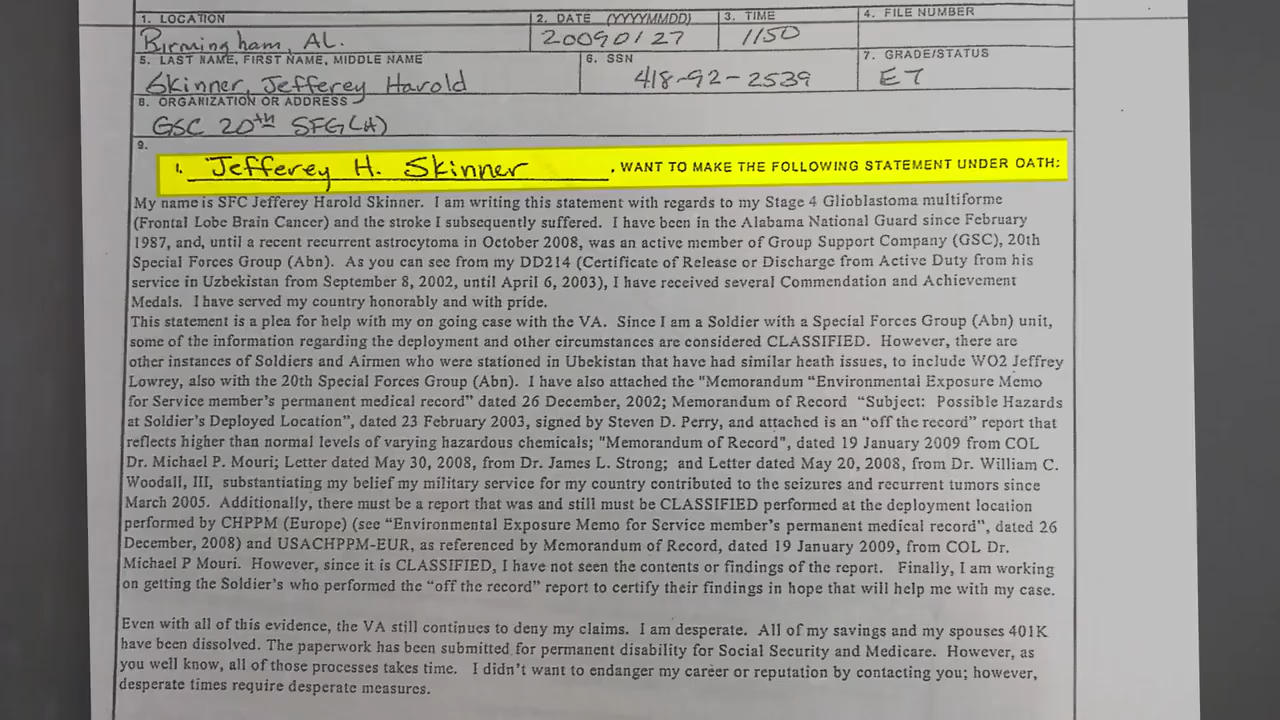 1. LOCATION
2. DATE (YYYYMMDD)
3. TIME
4. FILE NUMBER
Birmingham, AL.
20090127
1150
5. LAST NAME, FIRST NAME, MIDDLE NAME
6. SSN
7. GRADE/STATUS
Skinner, Jefferey Harold
418-92-2539
E7
8. ORGANIZATION OR ADDRESS
GSC 20th SFG(A)
9.
I, Jefferey H. Skinner, WANT TO MAKE THE FOLLOWING STATEMENT UNDER OATH:
My name is SFC Jefferey Harold Skinner. I am writing this statement with regards to my Stage 4 Glioblastoma multiforme
(Frontal Lobe Brain Cancer) and the stroke I subsequently suffered. I have been in the Alabama National Guard since February
1987, and, until a recent recurrent astrocytoma in October 2008, was an active member of Group Support Company (GSC), 20th
Special Forces Group (Abn). As you can see from my DD214 (Certificate of Release or Discharge from Active Duty from his
service in Uzbekistan from September 8, 2002, until April 6, 2003), I have received several Commendation and Achievement
Medals. I have served my country honorably and with pride.
This statement is a plea for help with my on going case with the VA. Since I am a Soldier with a Special Forces Group (Abn) unit,
some of the information regarding the deployment and other circumstances are considered CLASSIFIED. However, there are
other instances of Soldiers and Airmen who were stationed in Ubekistan that have had similar heath issues, to include WO2 Jeffrey
Lowrey, also with the 20th Special Forces Group (Abn). I have also attached the "Memorandum "Environmental Exposure Memo
for Service member's permanent medical record" dated 26 December, 2002; Memorandum of Record "Subject: Possible Hazards
at Soldier's Deployed Location", dated 23 February 2003, signed by Steven D. Perry, and attached is an "off the record" report that
reflects higher than normal levels of varying hazardous chemicals; "Memorandum of Record", dated 19 January 2009 from COL
Dr. Michael P. Mouri; Letter dated May 30, 2008, from Dr. James L. Strong; and Letter dated May 20, 2008, from Dr. William C.
Woodall, III, substantiating my belief my military service for my country contributed to the seizures and recurrent tumors since
March 2005. Additionally, there must be a report that was and still must be CLASSIFIED performed at the deployment location
performed by CHPPM (Europe) (see "Environmental Exposure Memo for Service member's permanent medical record", dated 26
December, 2008) and USACHPPM-EUR, as referenced by Memorandum of Record, dated 19 January 2009, from COL Dr.
Michael P Mouri. However, since it is CLASSIFIED, I have not seen the contents or findings of the report. Finally, I am working
on getting the Soldier's who performed the "off the record" report to certify their findings in hope that will help me with my case.
Even with all of this evidence, the VA still continues to deny my claims. I am desperate. All of my savings and my spouses 401K
have been dissolved. The paperwork has been submitted for permanent disability for Social Security and Medicare. However, as
you well know, all of those processes takes time. I didn't want to endanger my career or reputation by contacting you; however,
desperate times require desperate measures.